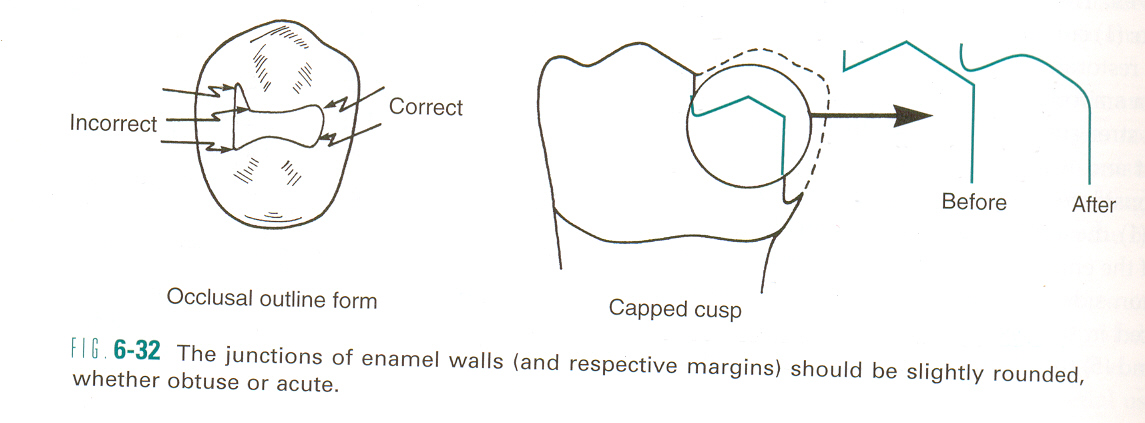 Incorrect
Correct
Before
After
Occlusal outline form
Capped cusp
FIG. 6-32 The junctions of enamel walls (and respective margins) should be slightly rounded,
whether obtuse or acute.